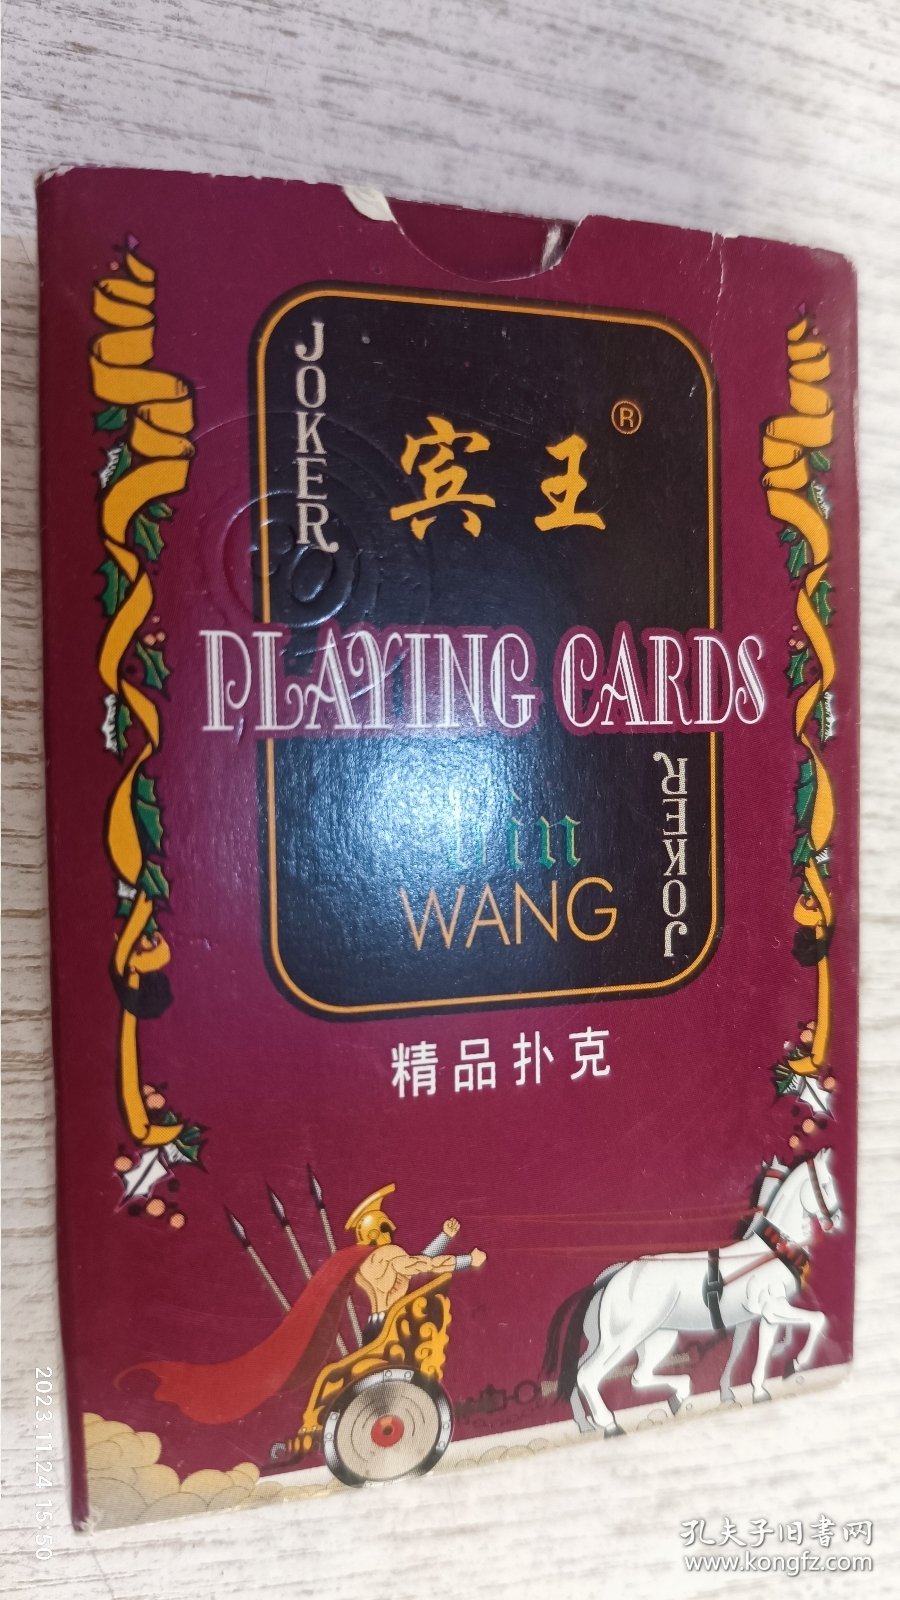 JOKER
宾王®
PLAYING CARDS
bin
WANG
JOKER
精品扑克
2023.11.24 15:50
孔夫子旧书网
www.kongfz.com